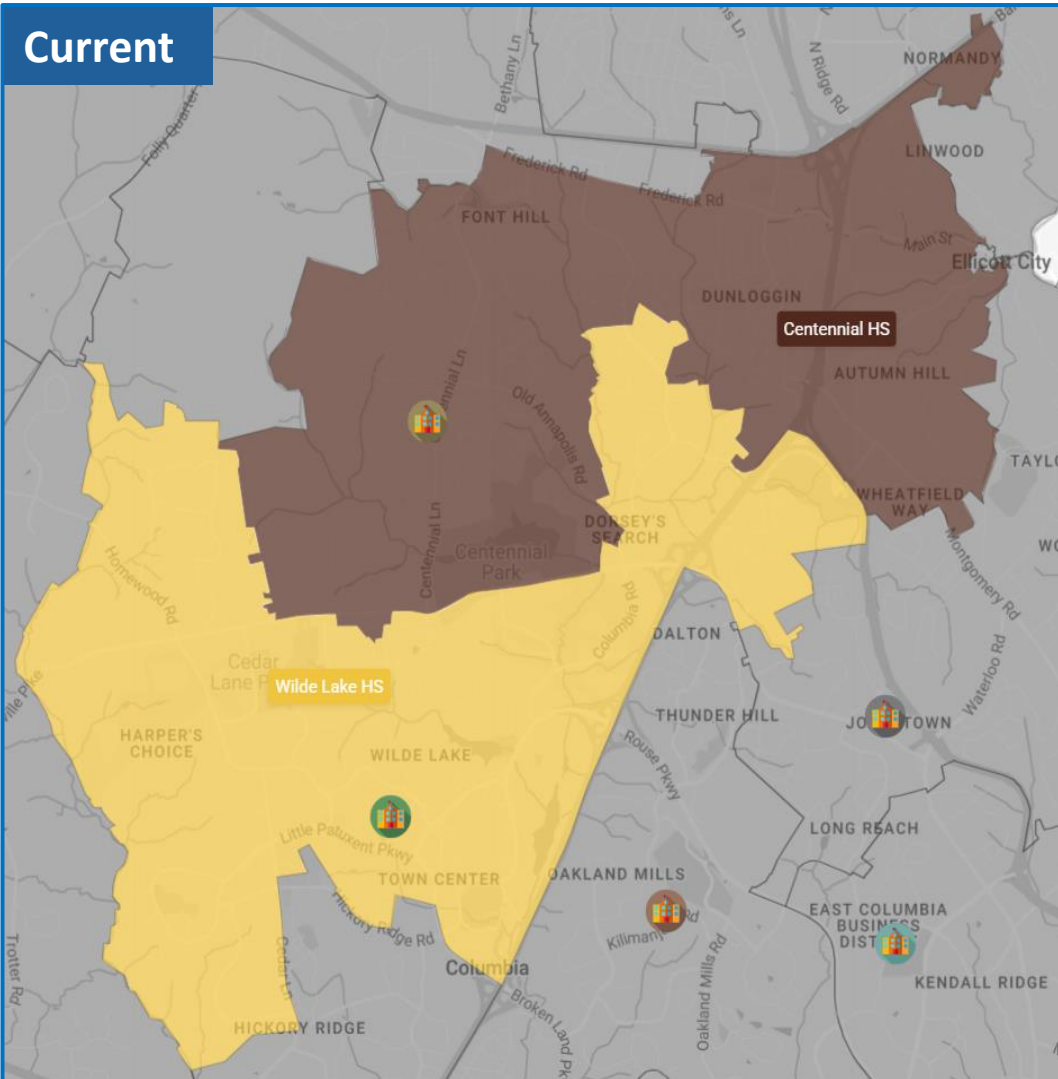 Current
Bethany Ln
N Ridge Rd
NORMANDY
LINWOOD
Frederick Rd
Frederick Rd
FONT HILL
Main St
Ellicott City
DUNLOGGIN
Centennial HS
AUTUMN HILL
Old Annapolis Rd
WHEATFIELD
WAY
DORSEY'S
SEARCH
Centennial Ln
Centennial
Park
Montgomery Rd
Homewood Rd
Columbia Rd
DALTON
Cedar
Lane
Wilde Lake HS
Waterloo Rd
THUNDER HILL
HARPER'S
CHOICE
WILDE LAKE
Rouse Pkwy
Little Patuxent Pkwy
LONG REACH
TOWN CENTER
OAKLAND MILLS
Hickory Ridge Rd
Rd
EAST COLUMBIA
BUSINESS
Trotter Rd
Cedar Ln
Columbia
Oakland Mills Rd
KENDALL RIDGE
HICKORY RIDGE
Broken Land